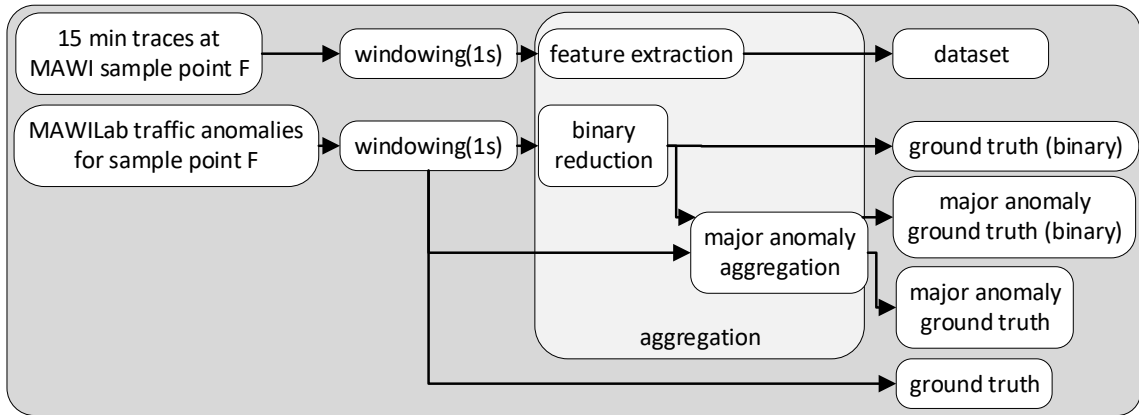 15 min traces at
MAWI sample point F
windowing(1s)
feature extraction
dataset
MAWILab traffic anomalies
for sample point F
windowing(1s)
binary
reduction
ground truth (binary)
major anomaly
ground truth (binary)
major anomaly
aggregation
major anomaly
ground truth
aggregation
ground truth